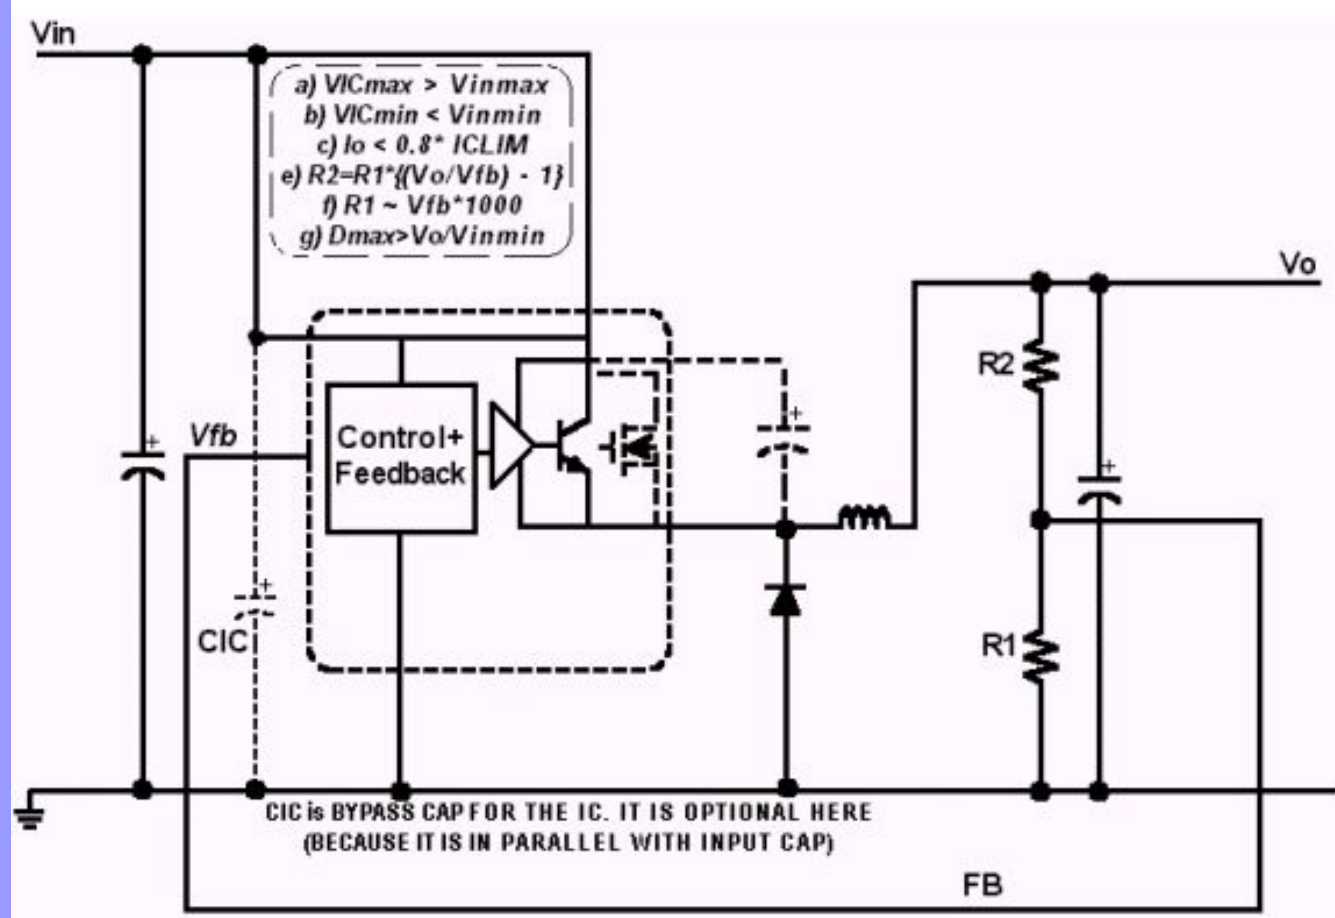 Vin
a) VICmax > Vinmax
b) VICmin < Vinmin
c) Io < 0.8* ICLIM
e) R2=R1*{(Vo/Vfb) - 1}
f) R1 ~ Vfb*1000
g) Dmax>Vo/Vinmin
Vo
R2
+
Vfb
+
Control+
Feedback
+
+
CIC
R1
CIC is BYPASS CAP FOR THE IC. IT IS OPTIONAL HERE
(BECAUSE IT IS IN PARALLEL WITH INPUT CAP)
FB